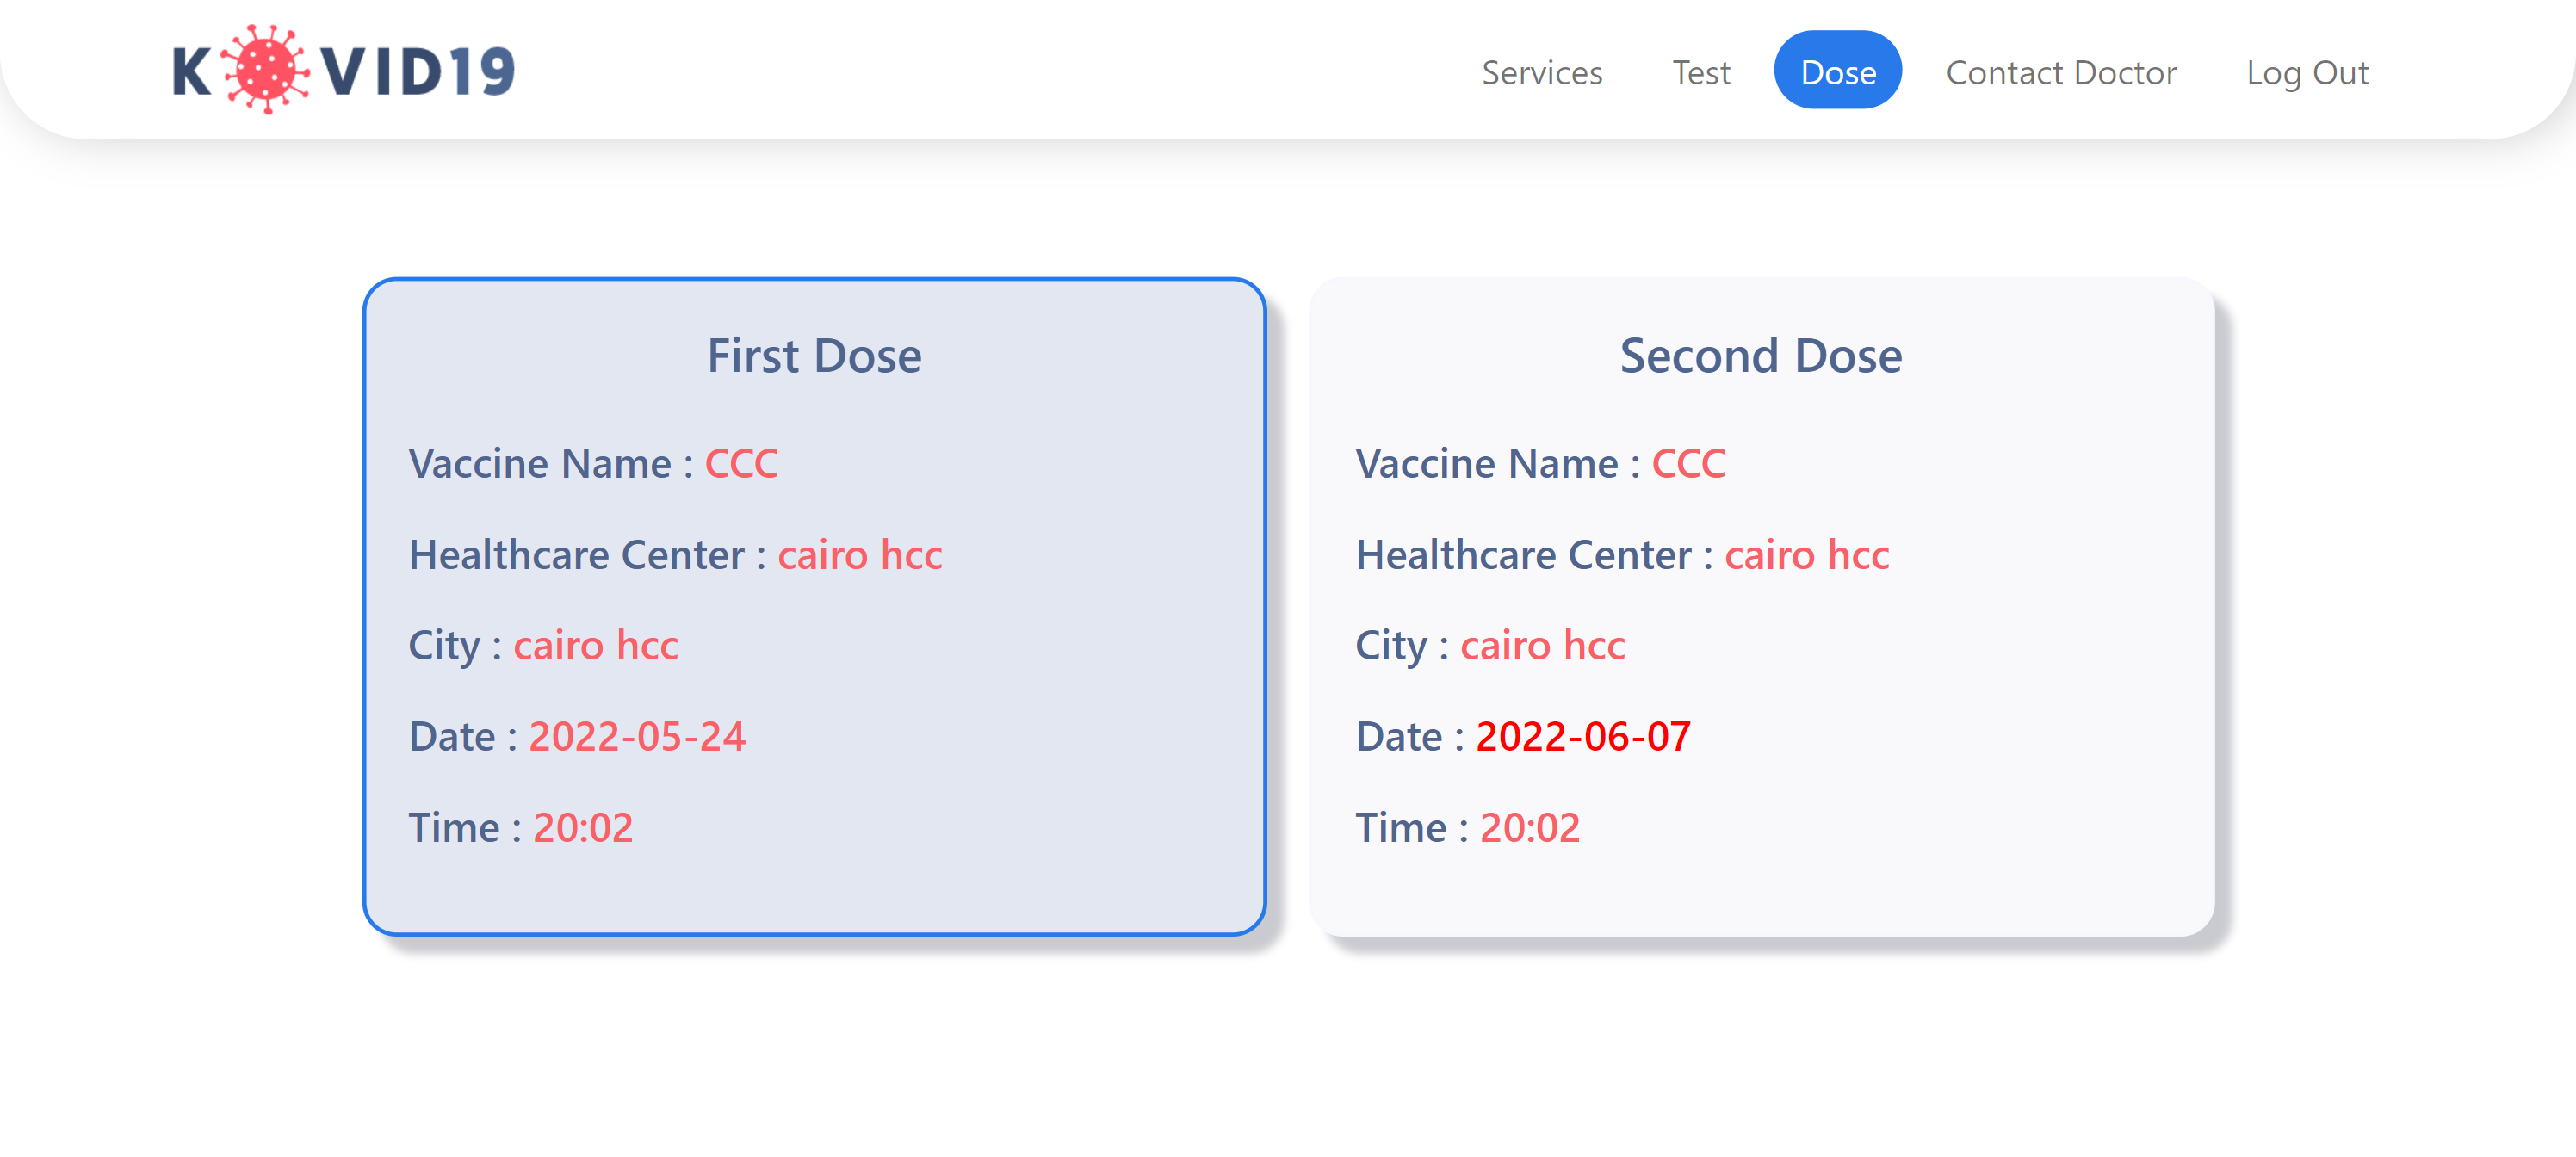 K VID19
Services Test Dose Contact Doctor Log Out
First Dose
Vaccine Name : CCC
Healthcare Center : cairo hcc
City : cairo hcc
Date : 2022-05-24
Time : 20:02
Second Dose
Vaccine Name : CCC
Healthcare Center : cairo hcc
City : cairo hcc
Date : 2022-06-07
Time : 20:02